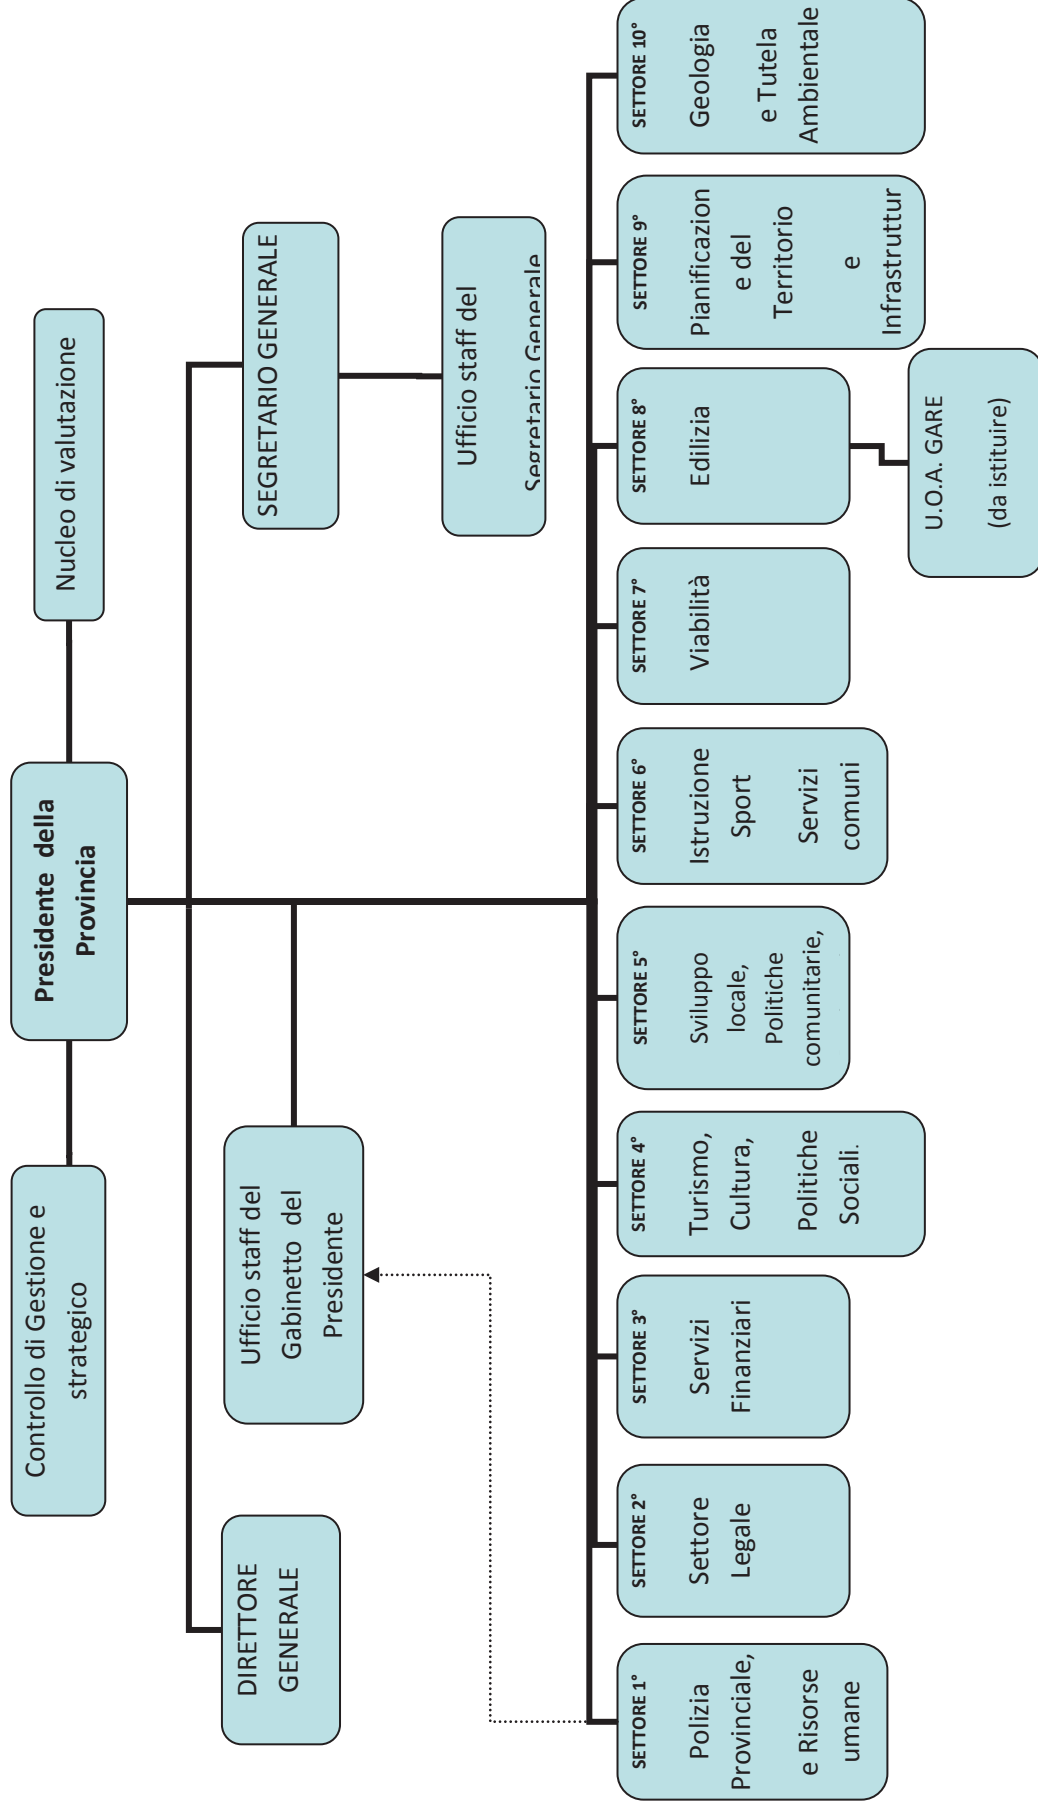 Controllo di Gestione e
strategico
Presidente della
Provincia
Nucleo di valutazione
DIRETTORE
GENERALE
Ufficio staff del
Gabinetto del
Presidente
SEGRETARIO GENERALE
Ufficio staff del
Segretario Generale
SETTORE 1°
Polizia
Provinciale,
e Risorse
umane
SETTORE 2°
Settore
Legale
SETTORE 3°
Servizi
Finanziari
SETTORE 4°
Turismo,
Cultura,
Politiche
Sociali.
SETTORE 5°
Sviluppo
locale,
Politiche
comunitarie,
SETTORE 6°
Istruzione
Sport
Servizi
comuni
SETTORE 7°
Viabilità
SETTORE 8°
Edilizia
U.O.A. GARE
(da istituire)
SETTORE 9°
Pianificazion
e del
Territorio
e
Infrastruttur
SETTORE 10°
Geologia
e Tutela
Ambientale